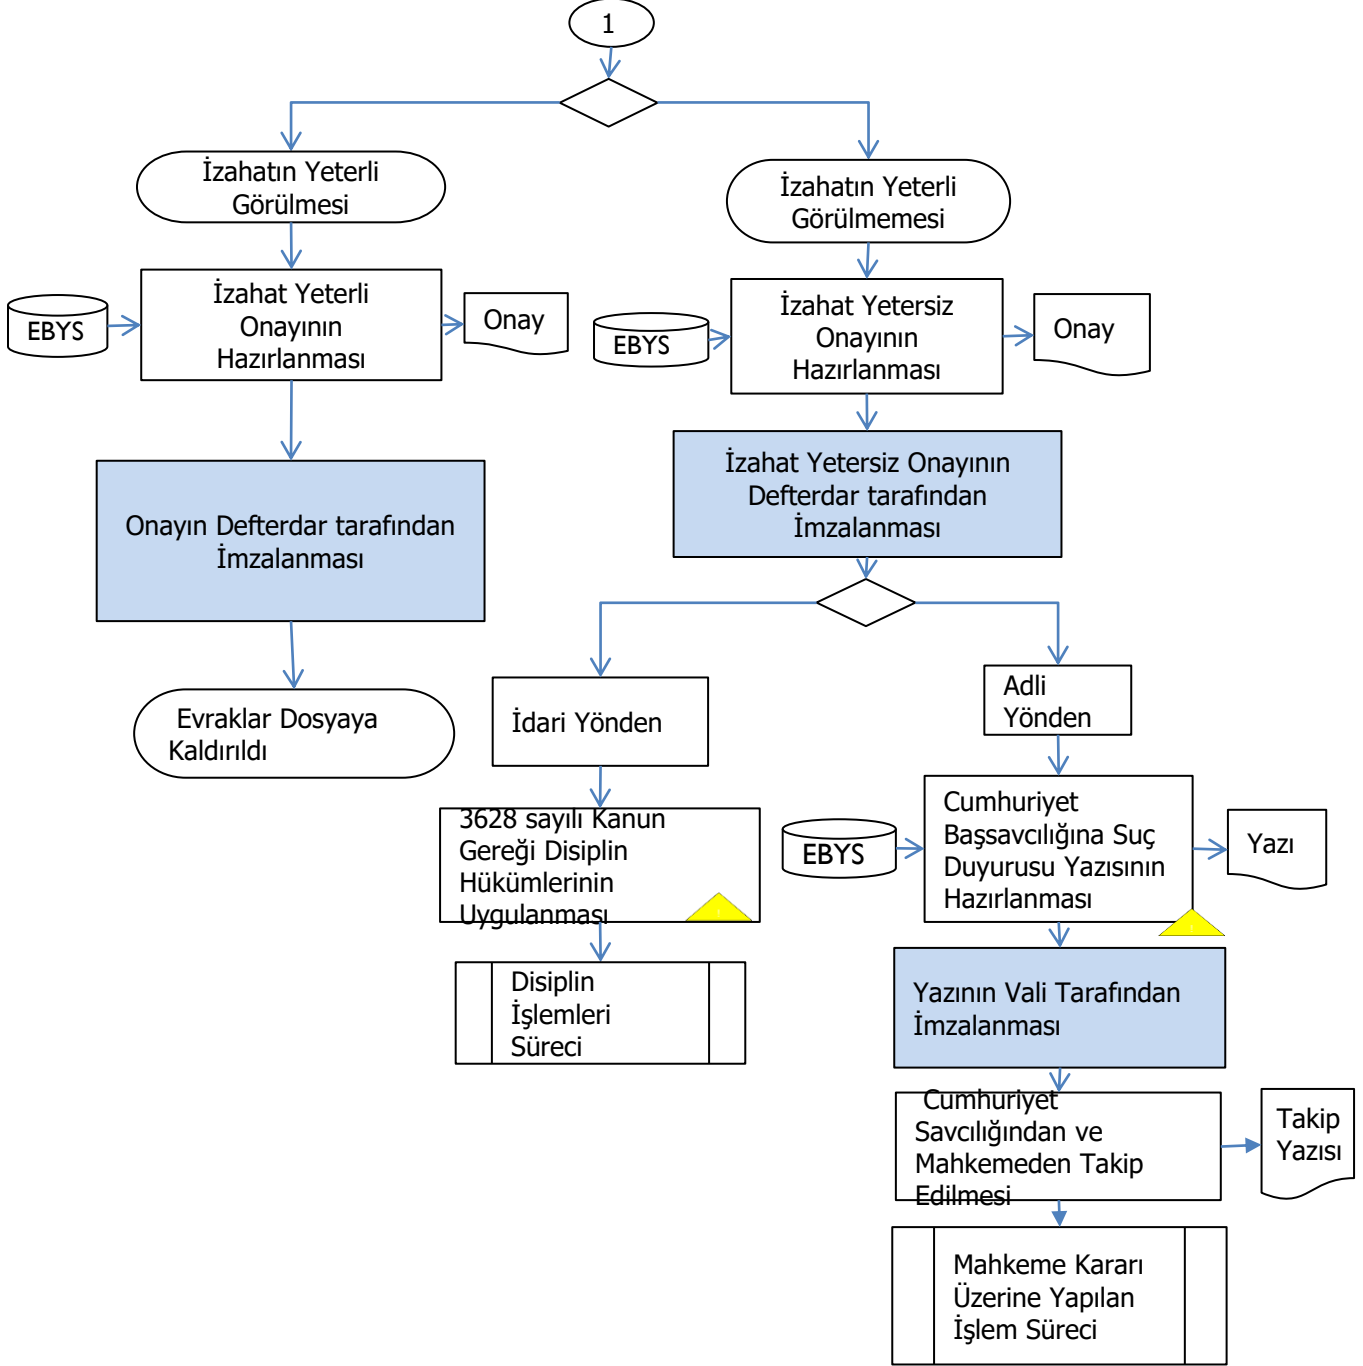 1
İzahatın Yeterli
Görülmesi
İzahatın Yeterli
Görülmemesi
EBYS
İzahat Yeterli
Onayının
Hazırlanması
Onay
EBYS
İzahat Yetersiz
Onayının
Hazırlanması
Onay
Onayın Defterdar tarafından
İmzalanması
İzahat Yetersiz Onayının
Defterdar tarafından
İmzalanması
Evraklar Dosyaya
Kaldırıldı
İdari Yönden
Adli
Yönden
3628 sayılı Kanun
Gereği Disiplin
Hükümlerinin
Uygulanması
EBYS
Cumhuriyet
Başsavcılığına Suç
Duyurusu Yazısının
Hazırlanması
Yazı
Disiplin
İşlemleri
Süreci
Yazının Vali Tarafından
İmzalanması
Cumhuriyet
Savcılığından ve
Mahkemeden Takip
Edilmesi
Takip
Yazısı
Mahkeme Kararı
Üzerine Yapılan
İşlem Süreci